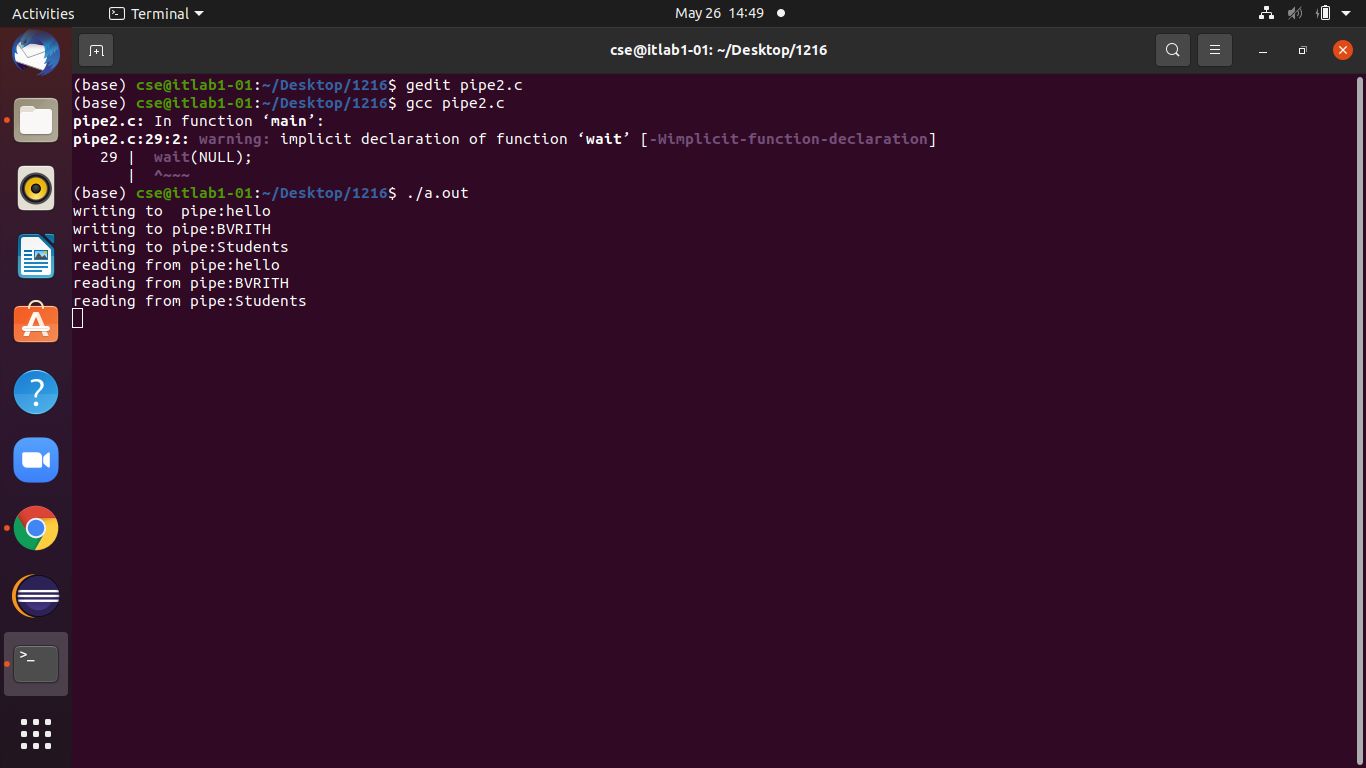 Activities Terminal May 26 14:49
cse@itlab1-01: ~/Desktop/1216
(base) cse@itlab1-01:~/Desktop/1216$ gedit pipe2.c
(base) cse@itlab1-01:~/Desktop/1216$ gcc pipe2.c
pipe2.c: In function ‘main’:
pipe2.c:29:2: warning: implicit declaration of function ‘wait’ [-Wimplicit-function-declaration]
   29 |  wait(NULL);
      |  ^~~~
(base) cse@itlab1-01:~/Desktop/1216$ ./a.out
writing to  pipe:hello
writing to pipe:BVRITH
writing to pipe:Students
reading from pipe:hello
reading from pipe:BVRITH
reading from pipe:Students